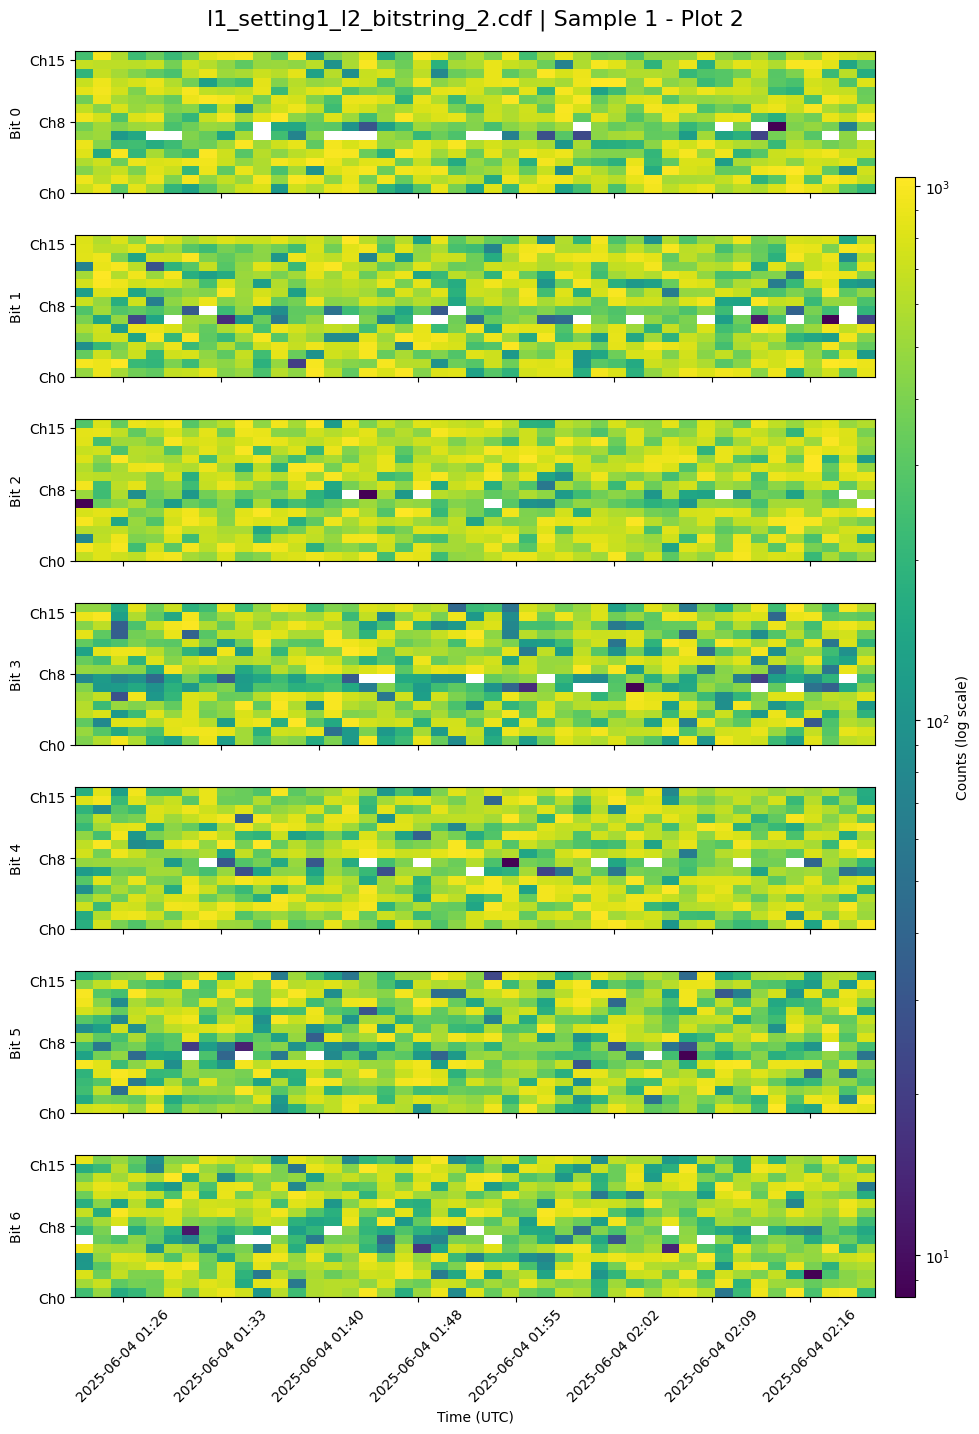 l1_setting1_l2_bitstring_2.cdf | Sample 1 - Plot 2
Bit 0
Ch15
Ch8
Ch0
Bit 1
Ch15
Ch8
Ch0
Bit 2
Ch15
Ch8
Ch0
Bit 3
Ch15
Ch8
Ch0
Bit 4
Ch15
Ch8
Ch0
Bit 5
Ch15
Ch8
Ch0
Bit 6
Ch15
Ch8
Ch0
2025-06-04 01:26
2025-06-04 01:33
2025-06-04 01:40
2025-06-04 01:48
2025-06-04 01:55
2025-06-04 02:02
2025-06-04 02:09
2025-06-04 02:16
Time (UTC)
10³
10²
10¹
Counts (log scale)